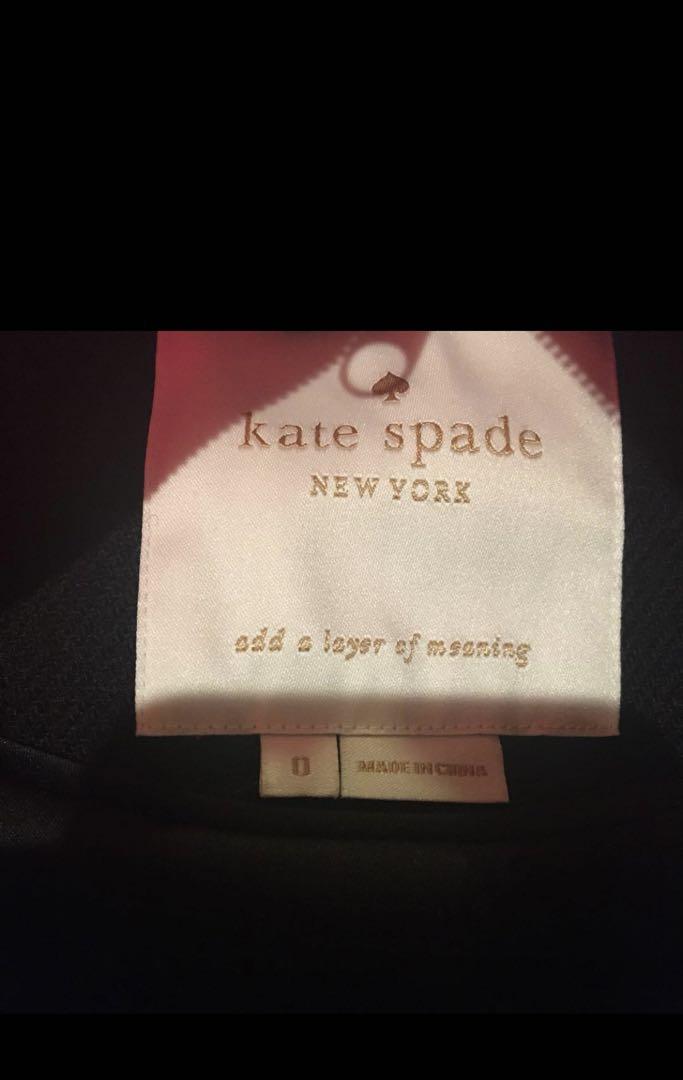 kate spade
NEW YORK
add a layer of meaning
0
MADE IN CHINA